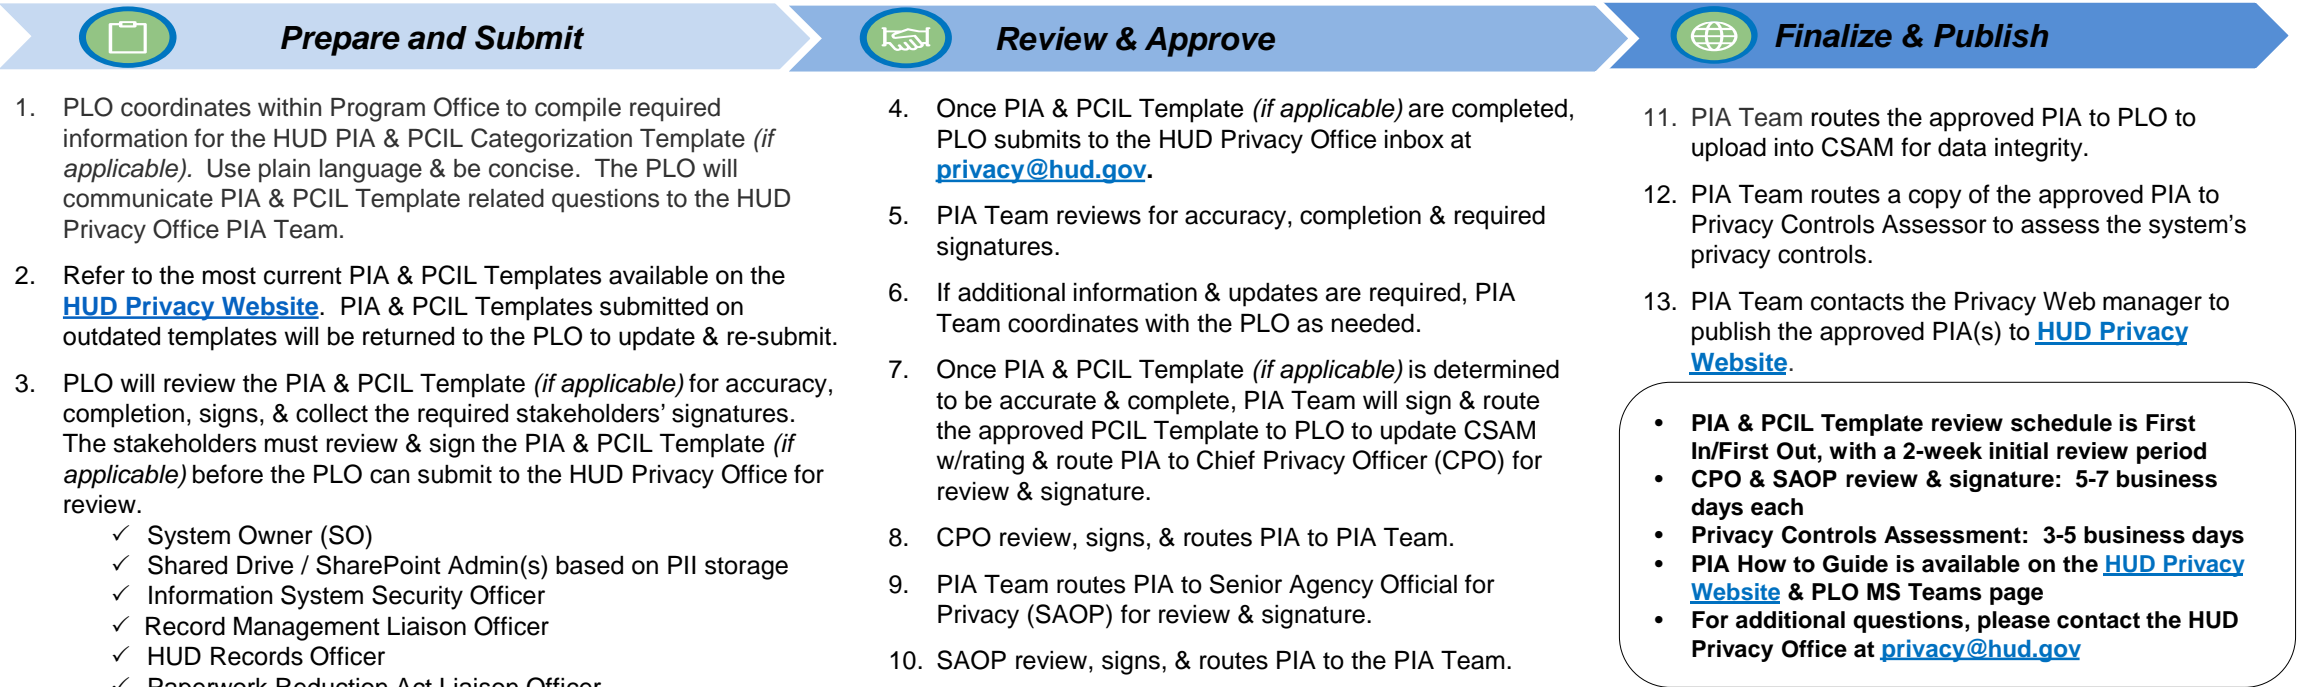 Prepare and Submit
1. PLO coordinates within Program Office to compile required
information for the HUD PIA & PCIL Categorization Template (if
applicable). Use plain language & be concise. The PLO will
communicate PIA & PCIL Template related questions to the HUD
Privacy Office PIA Team.
2. Refer to the most current PIA & PCIL Templates available on the
HUD Privacy Website. PIA & PCIL Templates submitted on
outdated templates will be returned to the PLO to update & re-submit.
3. PLO will review the PIA & PCIL Template (if applicable) for accuracy,
completion, signs, & collect the required stakeholders' signatures.
The stakeholders must review & sign the PIA & PCIL Template (if
applicable) before the PLO can submit to the HUD Privacy Office for
review.
✓ System Owner (SO)
✓ Shared Drive / SharePoint Admin(s) based on PII storage
✓ Information System Security Officer
✓ Record Management Liaison Officer
✓ HUD Records Officer
✓ Paperwork Reduction Act Liaison Officer
Review & Approve
4. Once PIA & PCIL Template (if applicable) are completed,
PLO submits to the HUD Privacy Office inbox at
privacy@hud.gov.
5. PIA Team reviews for accuracy, completion & required
signatures.
6. If additional information & updates are required, PIA
Team coordinates with the PLO as needed.
7. Once PIA & PCIL Template (if applicable) is determined
to be accurate & complete, PIA Team will sign & route
the approved PCIL Template to PLO to update CSAM
w/rating & route PIA to Chief Privacy Officer (CPO) for
review & signature.
8. CPO review, signs, & routes PIA to PIA Team.
9. PIA Team routes PIA to Senior Agency Official for
Privacy (SAOP) for review & signature.
10. SAOP review, signs, & routes PIA to the PIA Team.
Finalize & Publish
11. PIA Team routes the approved PIA to PLO to
upload into CSAM for data integrity.
12. PIA Team routes a copy of the approved PIA to
Privacy Controls Assessor to assess the system's
privacy controls.
13. PIA Team contacts the Privacy Web manager to
publish the approved PIA(s) to HUD Privacy
Website.
• PIA & PCIL Template review schedule is First
In/First Out, with a 2-week initial review period
• CPO & SAOP review & signature: 5-7 business
days each
• Privacy Controls Assessment: 3-5 business days
• PIA How to Guide is available on the HUD Privacy
Website & PLO MS Teams page
• For additional questions, please contact the HUD
Privacy Office at privacy@hud.gov